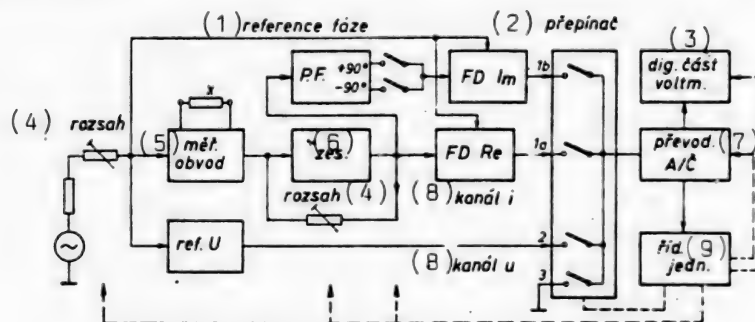 (1) reference fáze
(2) přepínač
(3)
dig. část
voltm.
P.F.
+90°
-90°
FD Im
1b
(4)
rozsah
x
(5) měř.
obvod
(6)
zes.
FD Re
1a
převod. (7)
A/Č
rozsah (4)
(8) kanál i
ref. U
2
(8) kanál u
3
říd. (9)
jedn.